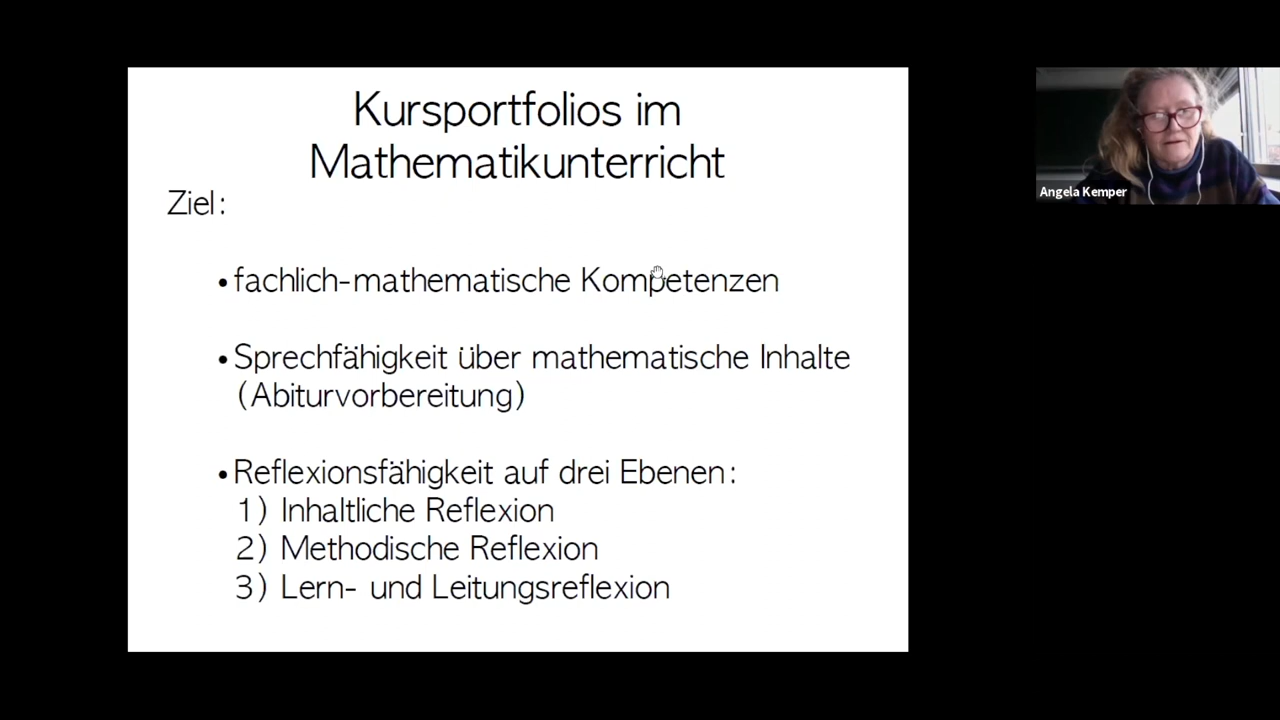 Kursportfolios im
Mathematikunterricht
Ziel:
• fachlich-mathematische Kompetenzen
• Sprechfähigkeit über mathematische Inhalte
(Abiturvorbereitung)
• Reflexionsfähigkeit auf drei Ebenen:
1) Inhaltliche Reflexion
2) Methodische Reflexion
3) Lern- und Leitungsreflexion
Angela Kemper